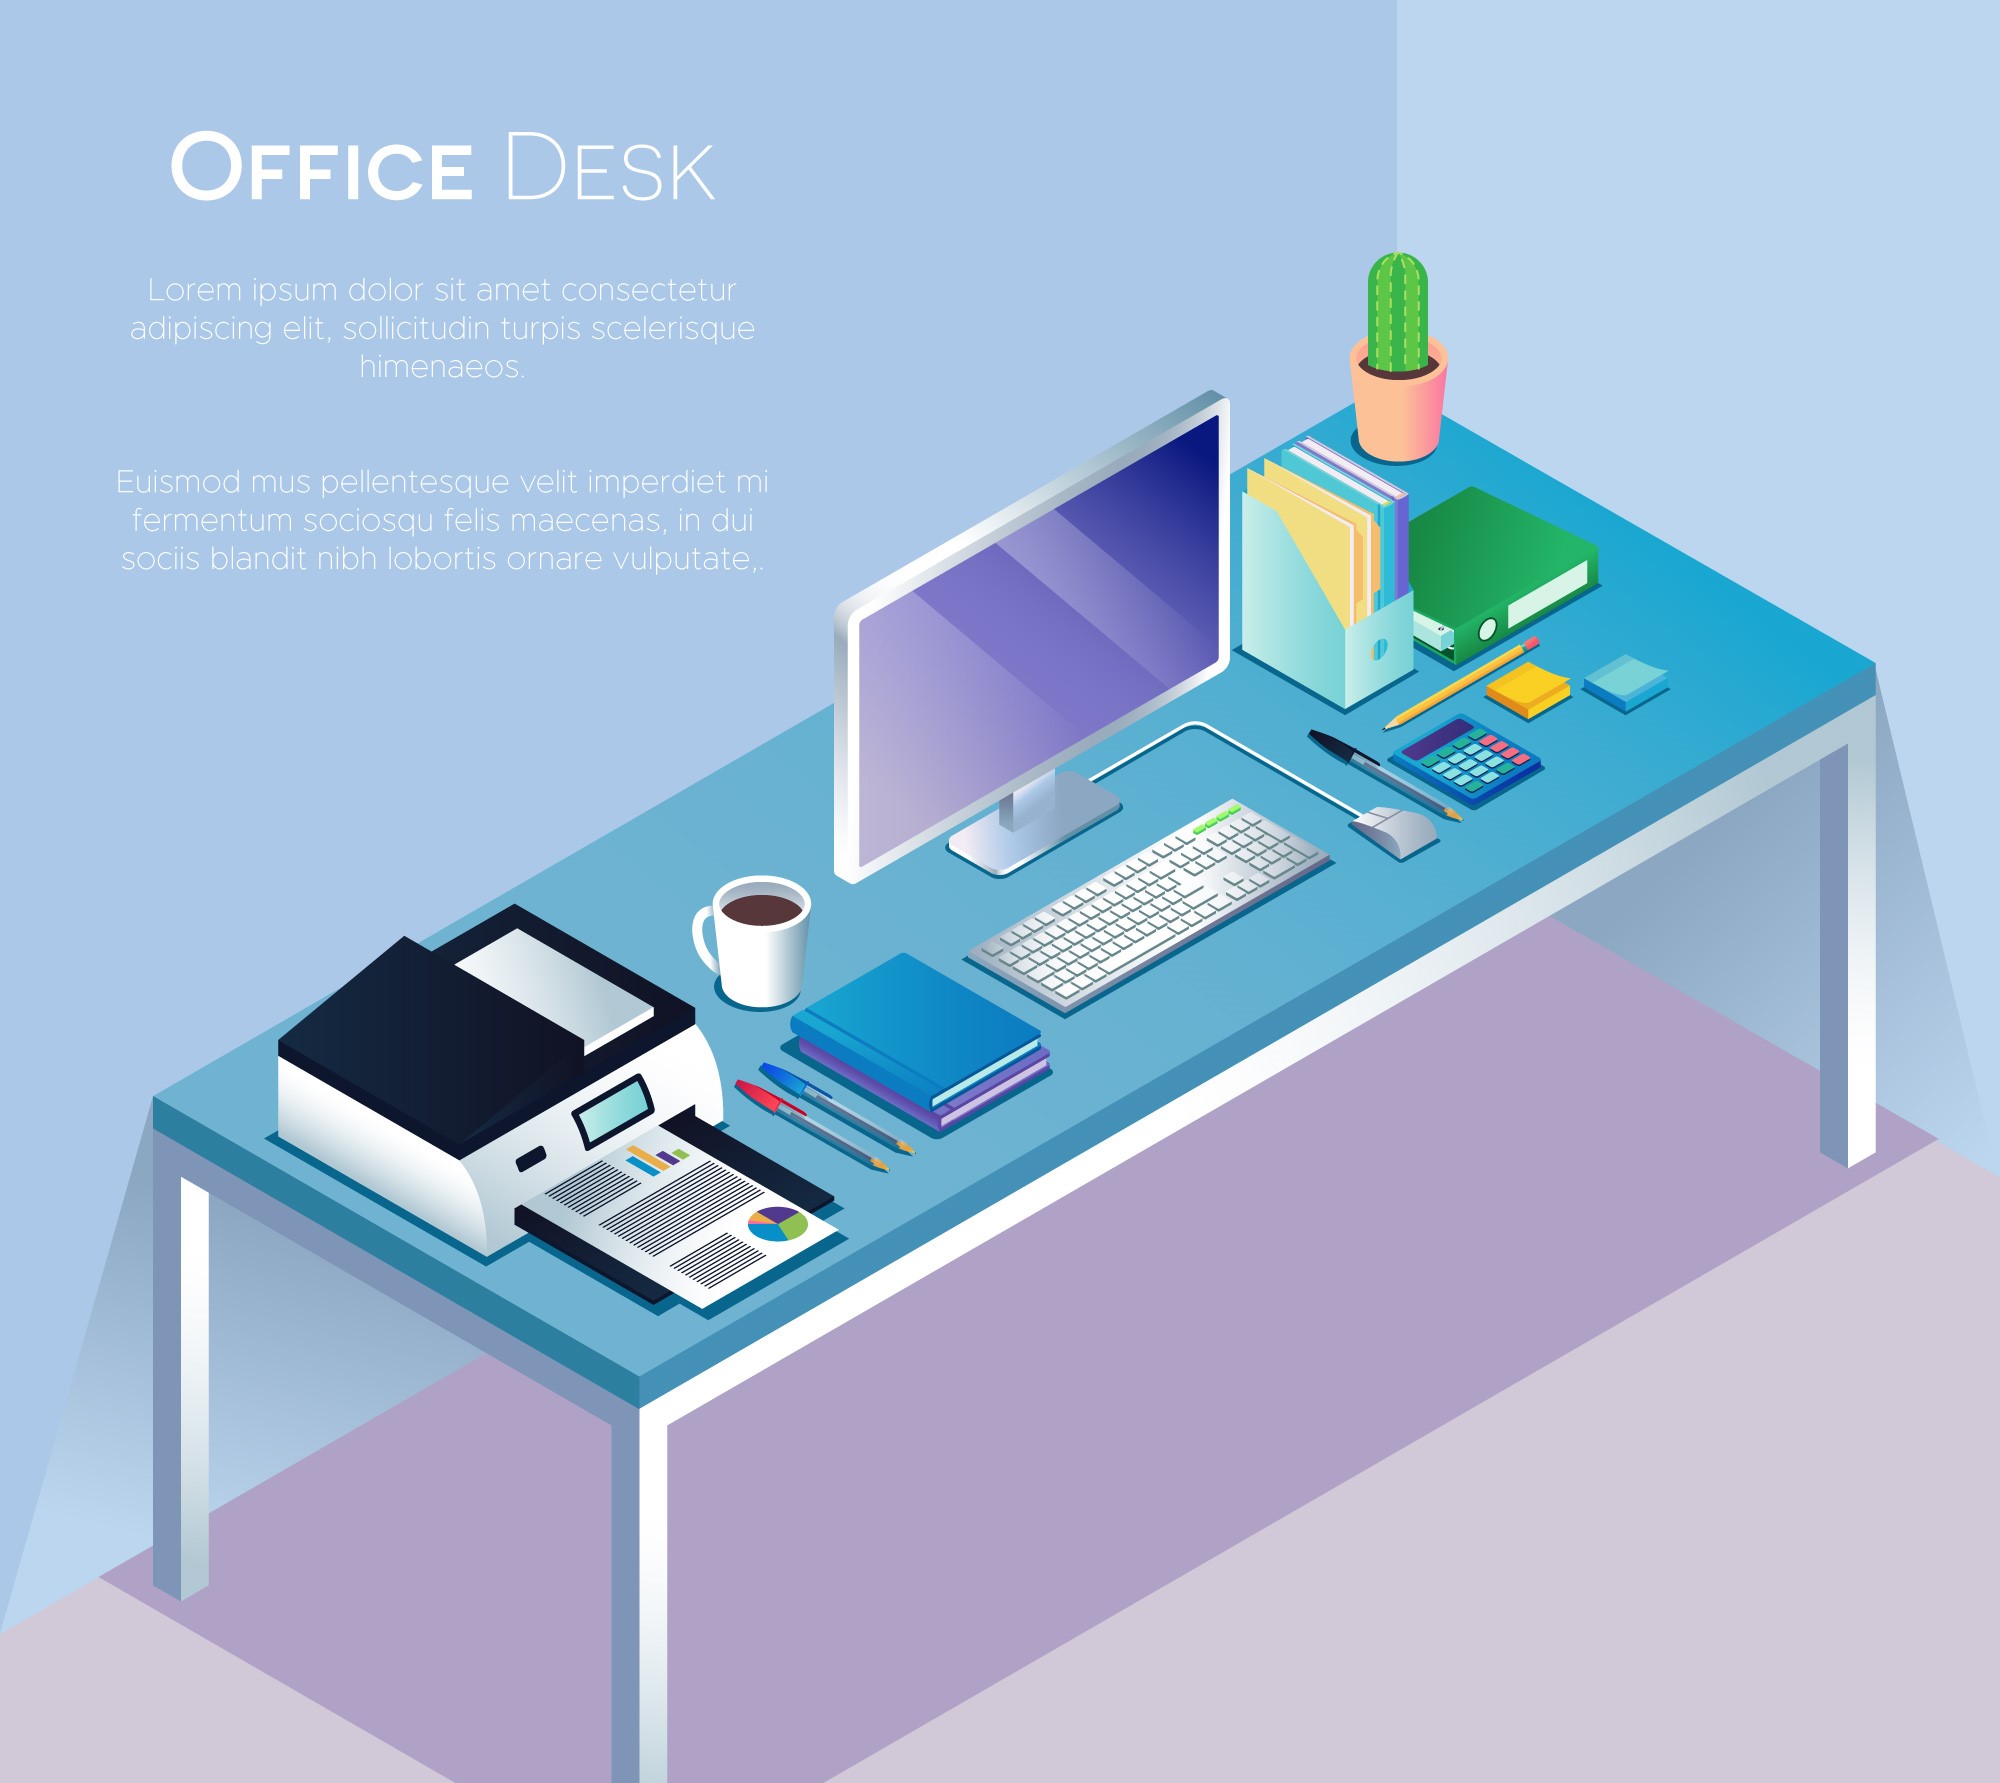 Office Desk
Lorem ipsum dolor sit amet consectetur
adipiscing elit, sollicitudin turpis scelerisque
himenaeos.
Euismod mus pellentesque velit imperdiet mi
fermentum sociosqu felis maecenas, in dui
sociis blandit nibh lobortis ornare vulputate,.